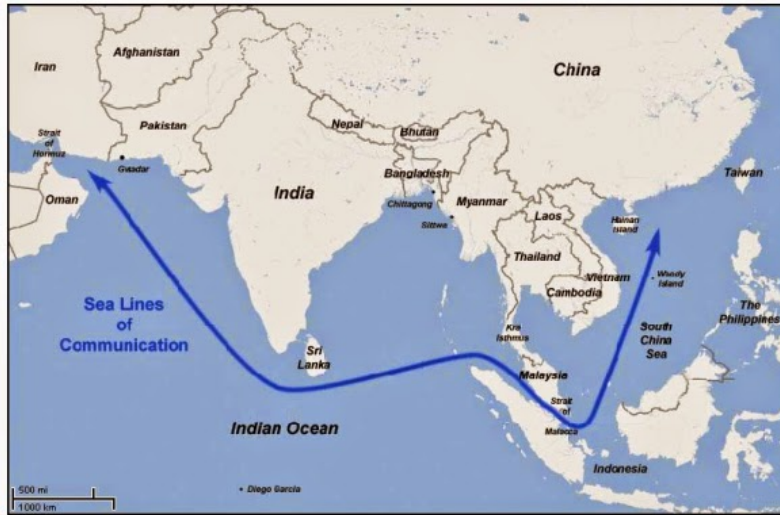 Iran
Afghanistan
China
Strait
of
Hormuz
Pakistan
Nepal
Bhutan
Gwadar
Bangladesh
Taiwan
Oman
India
Chittagong
Myanmar
Sittwe
Laos
Hainan
Island
Thailand
Vietnam
Woody
Island
Cambodia
Sea Lines
of
Communication
The
Philippines
Kra
Isthmus
South
China
Sea
Sri
Lanka
Malaysia
Strait
of
Malacca
Indian Ocean
Indonesia
Diego Garcia
500 mi
1000 km